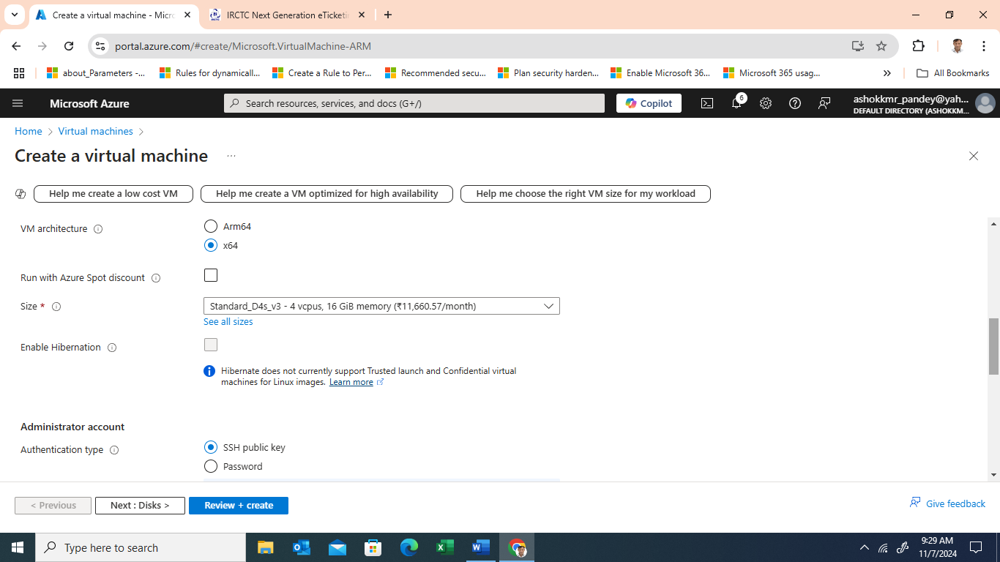 Create a virtual machine - Micro
IRCTC Next Generation eTicketin
portal.azure.com/#create/Microsoft.VirtualMachine-ARM
about_Parameters -...
Rules for dynamicall...
Create a Rule to Per...
Recommended secu...
Plan security harden...
Enable Microsoft 36...
Microsoft 365 usag...
All Bookmarks
Microsoft Azure
Search resources, services, and docs (G+/)
Copilot
6
ashokkmr_pandey@yah...
DEFAULT DIRECTORY (ASHOKKM...
Home > Virtual machines >
Create a virtual machine
...
Help me create a low cost VM
Help me create a VM optimized for high availability
Help me choose the right VM size for my workload
VM architecture
Arm64
x64
Run with Azure Spot discount
Size *
Standard_D4s_v3 - 4 vcpus, 16 GiB memory (₹11,660.57/month)
See all sizes
Enable Hibernation
Hibernate does not currently support Trusted launch and Confidential virtual
machines for Linux images. Learn more
Administrator account
Authentication type
SSH public key
Password
< Previous
Next : Disks >
Review + create
Give feedback
Type here to search
9:29 AM
11/7/2024